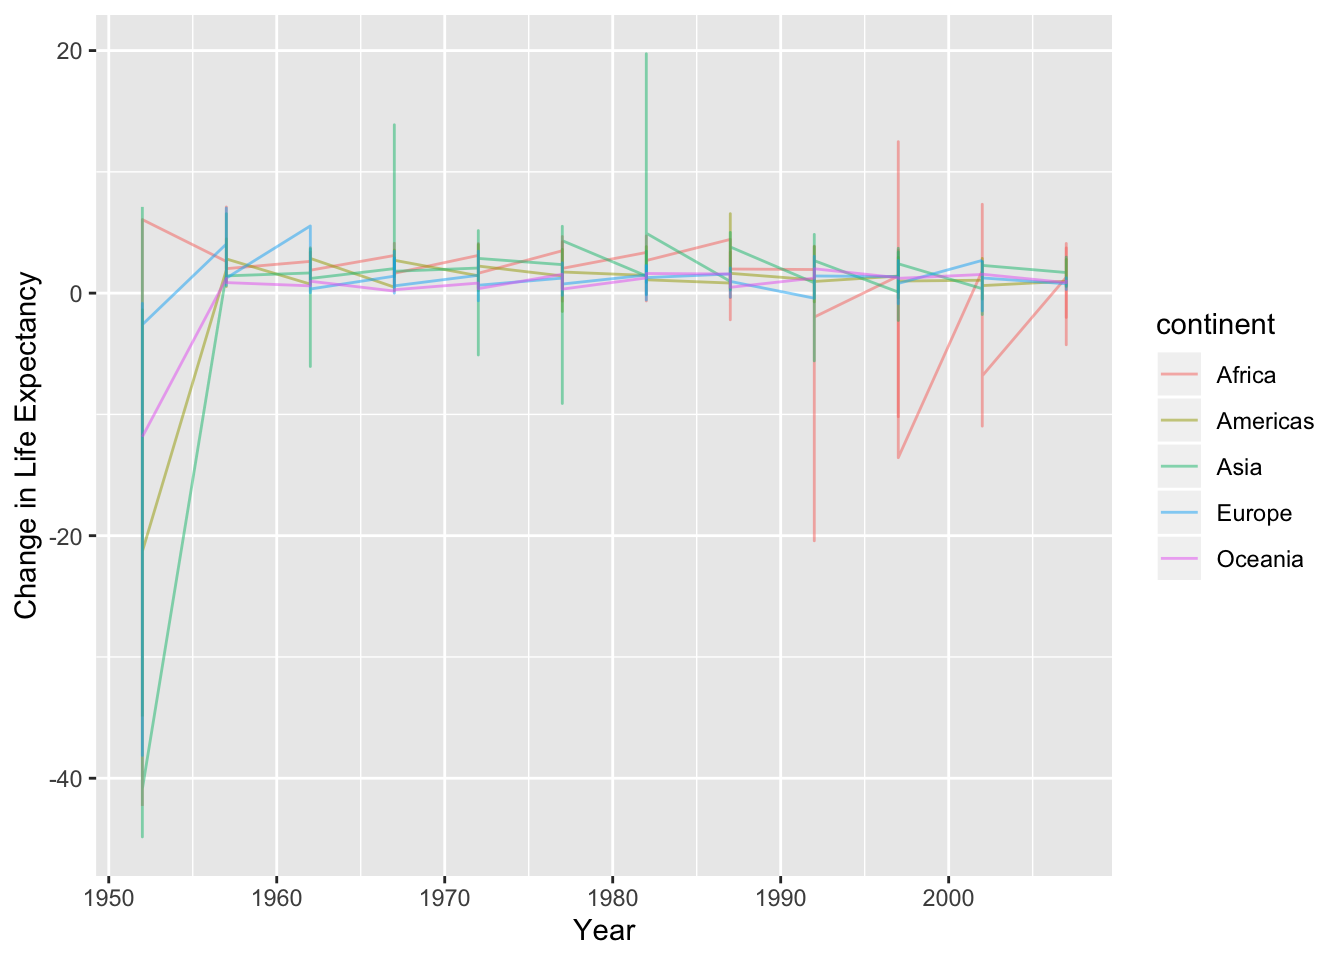 20
0
-20
-40
Change in Life Expectancy
1950
1960
1970
1980
1990
2000
Year
continent
Africa
Americas
Asia
Europe
Oceania